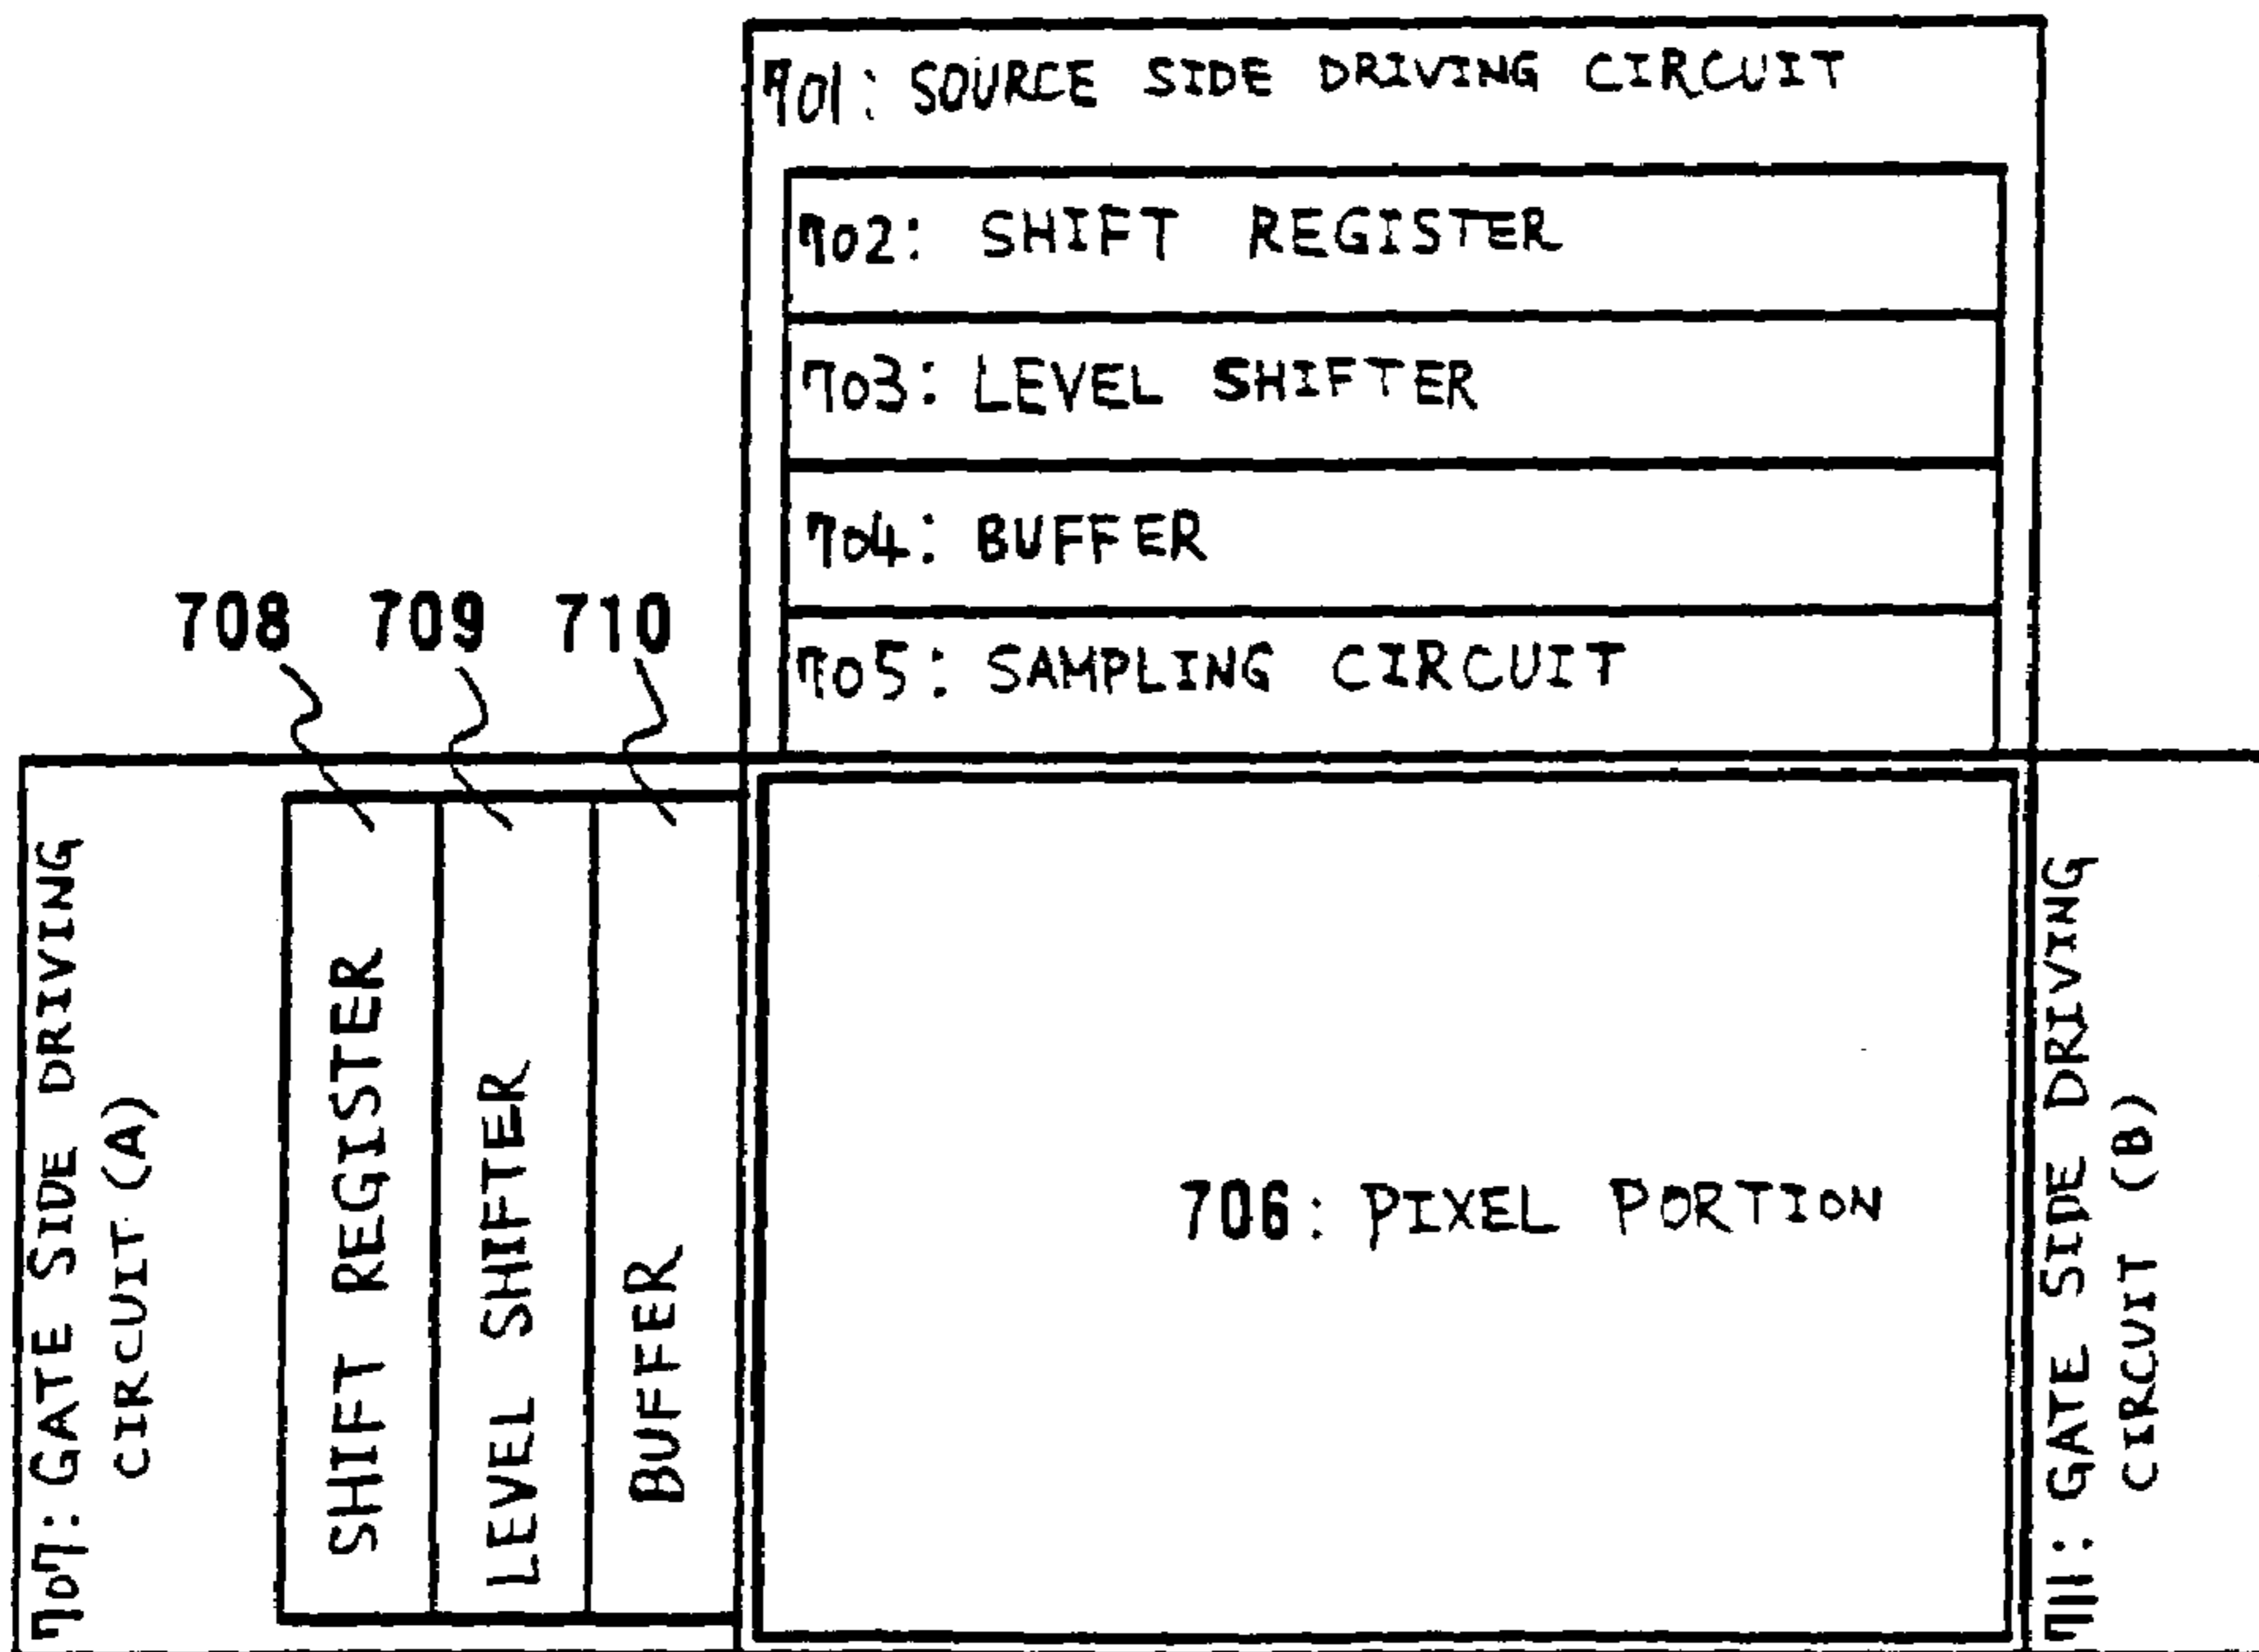 701: SOURCE SIDE DRIVING CIRCUIT
702: SHIFT REGISTER
703: LEVEL SHIFTER
704: BUFFER
705: SAMPLING CIRCUIT
708 709 710
707: GATE SIDE DRIVING
CIRCUIT (A)
SHIFT REGISTER
LEVEL SHIFTER
BUFFER
706: PIXEL PORTION
711: GATE SIDE DRIVING
CIRCUIT (B)